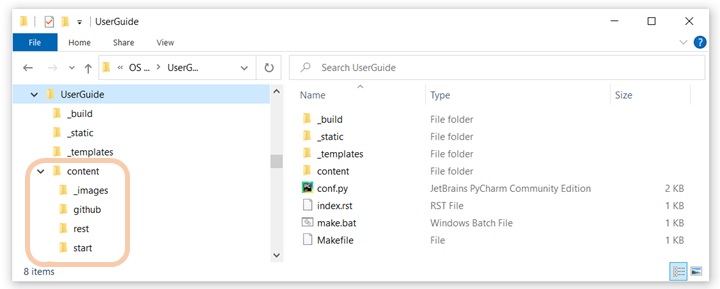 UserGuide
File Home Share View
« OS ... > UserG... Search UserGuide
UserGuide
_build
_static
_templates
content
_images
github
rest
start
Name Type Size
_build File folder
_static File folder
_templates File folder
content File folder
conf.py JetBrains PyCharm Community Edition 2 KB
index.rst RST File 1 KB
make.bat Windows Batch File 1 KB
Makefile File 1 KB
8 items